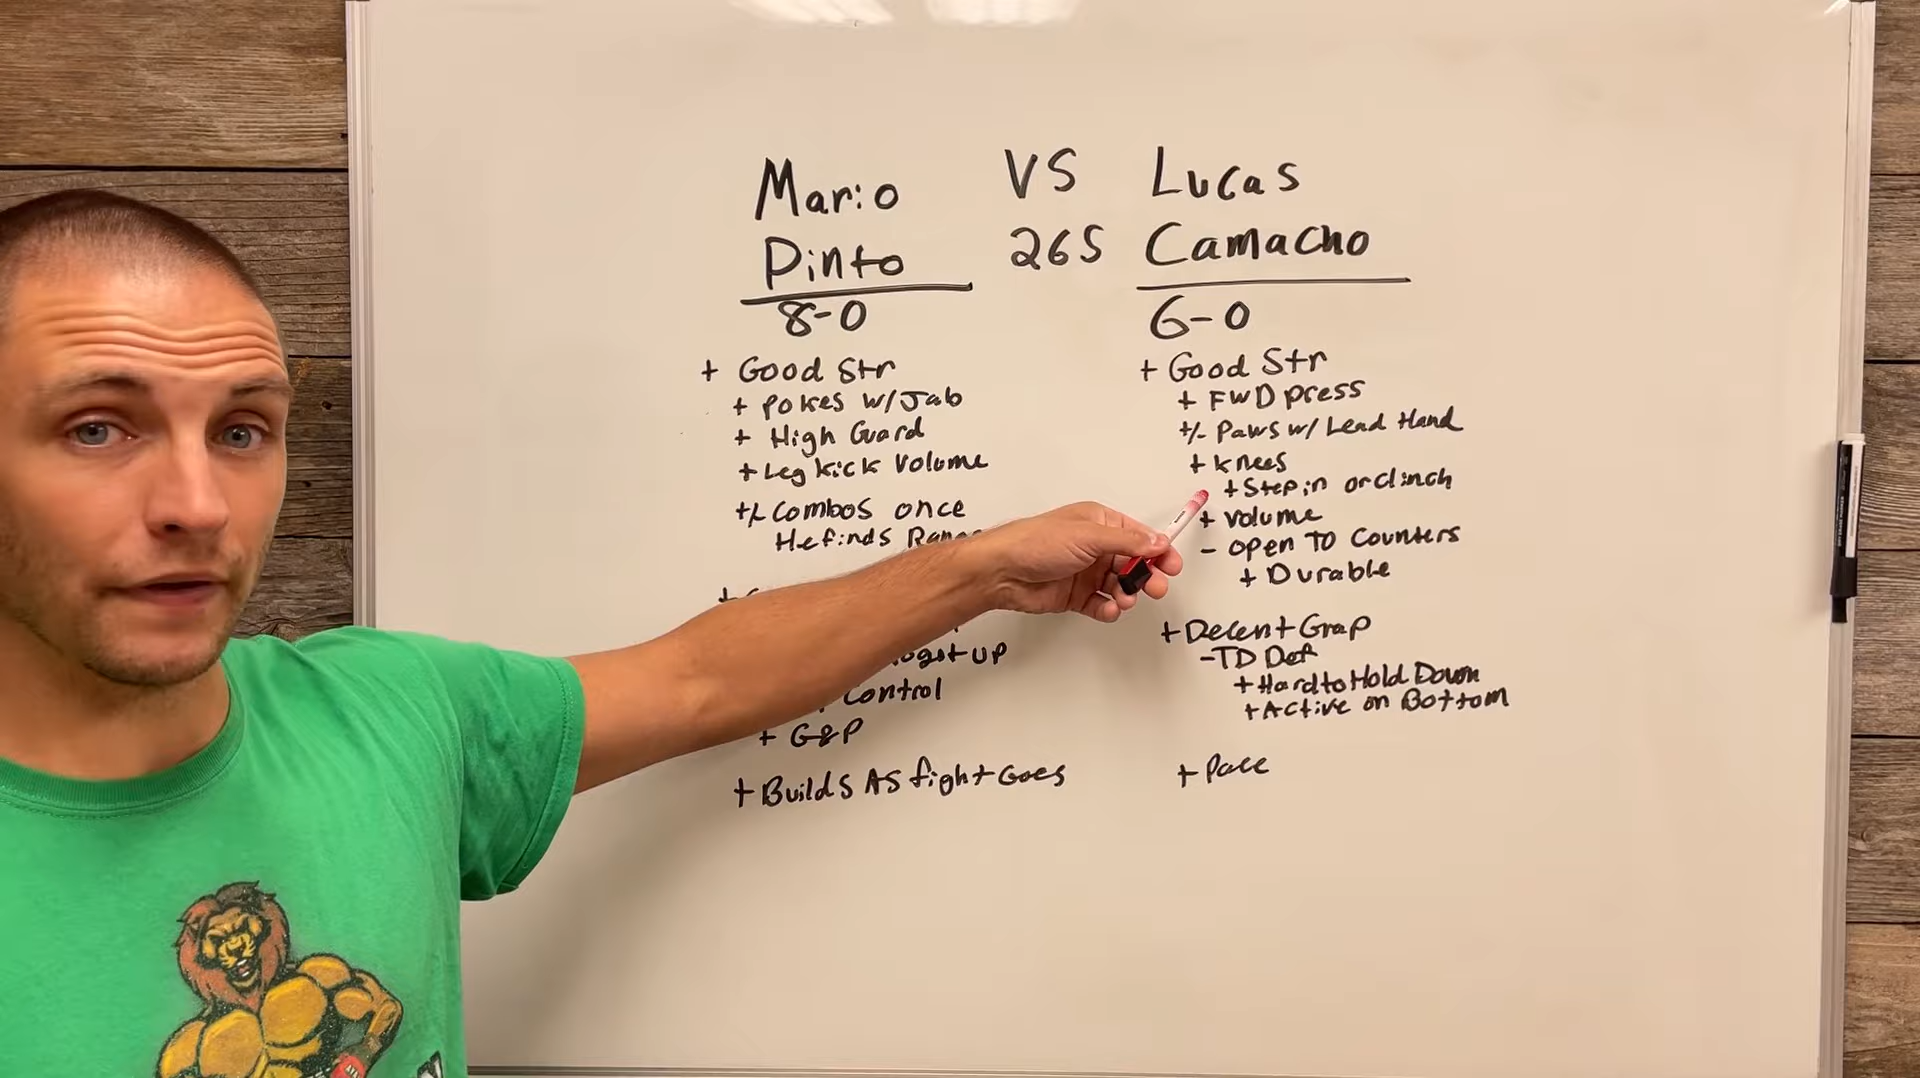 Mario VS Lucas
Pinto 265 Camacho
8-0
+ Good Str
+ Pokes w/Jab
+ High Guard
+ Leg kick Volume
+/- Combos once
He finds
got up
Control
+ G&P
+ Builds AS fight Goes
6-0
+ Good Str
+ FWD press
+/- Paws w/ Lead Hand
+ Knees
+ Step in or clinch
+ Volume
- Open To Counters
+ Durable
+ Decent Grap
- TD Def
+ Hard to Hold Down
+ Active on Bottom
+ Pace